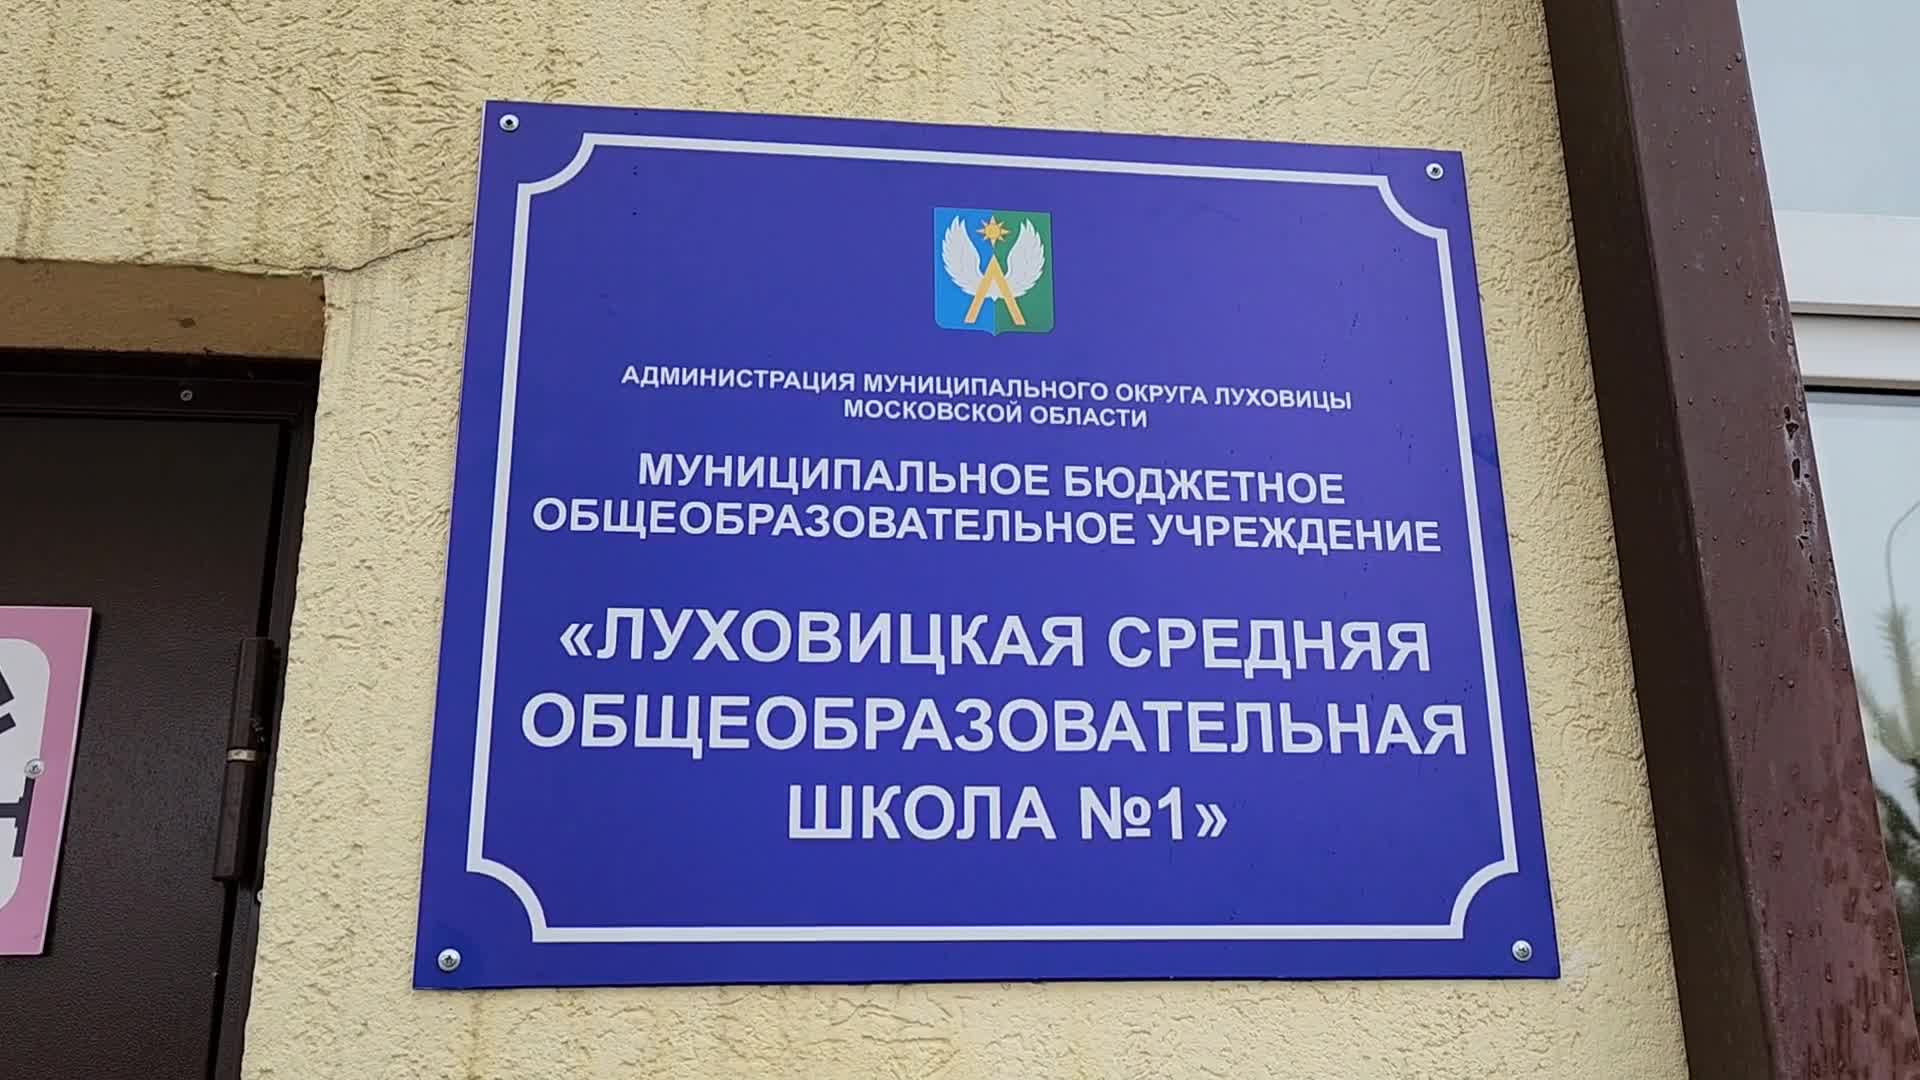 АДМИНИСТРАЦИЯ МУНИЦИПАЛЬНОГО ОКРУГА ЛУХОВИЦЫ
МОСКОВСКОЙ ОБЛАСТИ
МУНИЦИПАЛЬНОЕ БЮДЖЕТНОЕ
ОБЩЕОБРАЗОВАТЕЛЬНОЕ УЧРЕЖДЕНИЕ
«ЛУХОВИЦКАЯ СРЕДНЯЯ
ОБЩЕОБРАЗОВАТЕЛЬНАЯ
ШКОЛА №1»